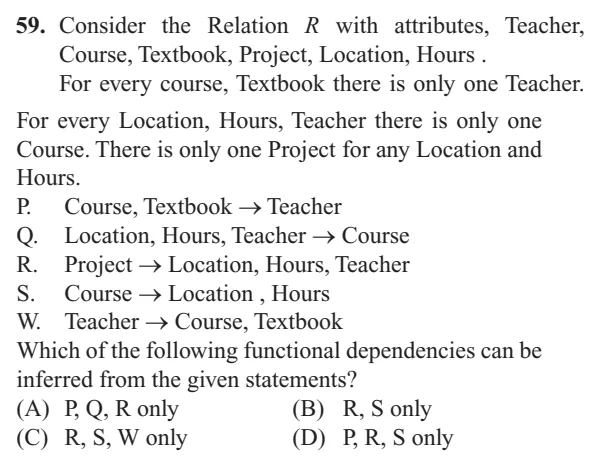 59. Consider the Relation R with attributes, Teacher,
Course, Textbook, Project, Location, Hours .
For every course, Textbook there is only one Teacher.
For every Location, Hours, Teacher there is only one
Course. There is only one Project for any Location and
Hours.
P. Course, Textbook → Teacher
Q. Location, Hours, Teacher → Course
R. Project → Location, Hours, Teacher
S. Course → Location , Hours
W. Teacher → Course, Textbook
Which of the following functional dependencies can be
inferred from the given statements?
(A) P, Q, R only (B) R, S only
(C) R, S, W only (D) P, R, S only